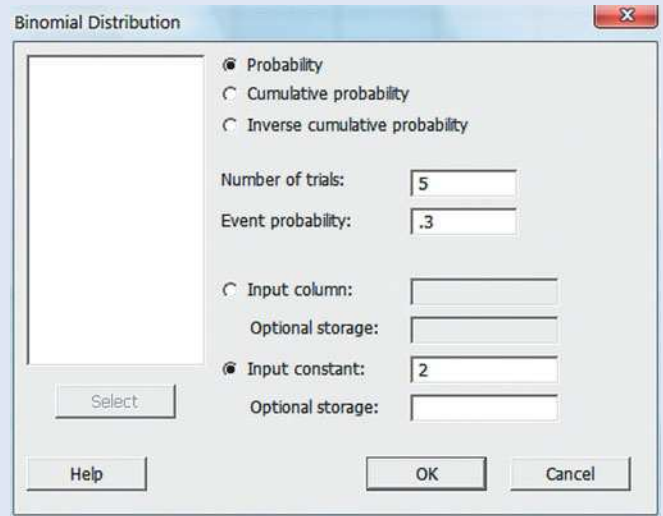 Binomial Distribution
Probability
Cumulative probability
Inverse cumulative probability
Number of trials: 5
Event probability: .3
Input column:
Optional storage:
Input constant: 2
Optional storage:
Select
Help OK Cancel